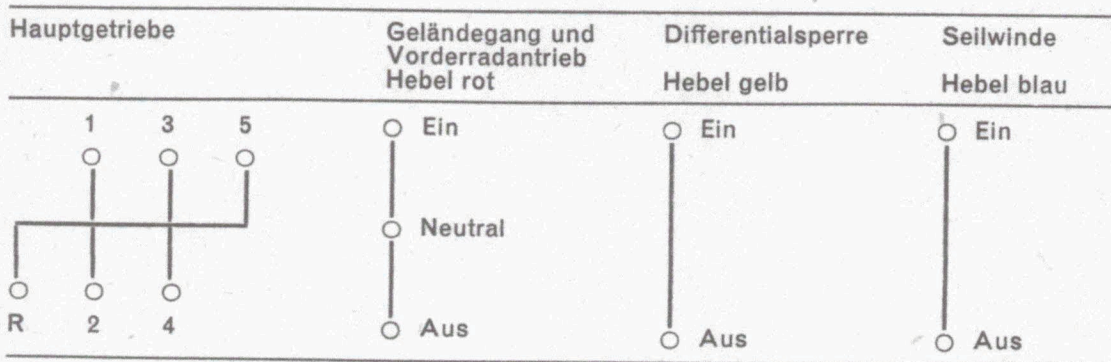 Hauptgetriebe
Geländegang und
Vorderradantrieb
Hebel rot
Differentialsperre
Hebel gelb
Seilwinde
Hebel blau
1 3 5
R 2 4
Ein
Neutral
Aus
Ein
Aus
Ein
Aus